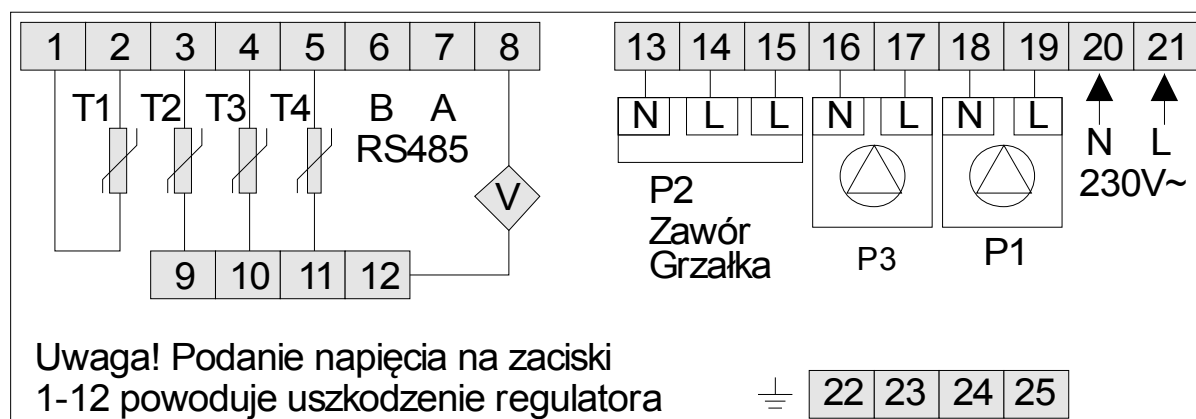 1 2 3 4 5 6 7 8
13 14 15 16 17 18 19 20 21
T1 T2 T3 T4 B A
RS485
V
N L L N L N L
N L
230V~
P2
Zawór
Grzałka
P3
P1
9 10 11 12
Uwaga! Podanie napięcia na zaciski
1-12 powoduje uszkodzenie regulatora
22 23 24 25